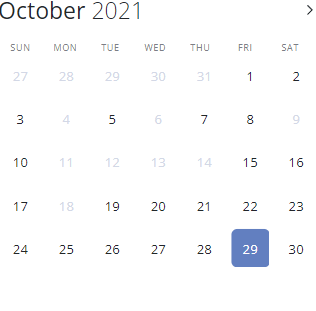 October 2021
SUN MON TUE WED THU FRI SAT
27 28 29 30 31 1 2
3 4 5 6 7 8 9
10 11 12 13 14 15 16
17 18 19 20 21 22 23
24 25 26 27 28 29 30